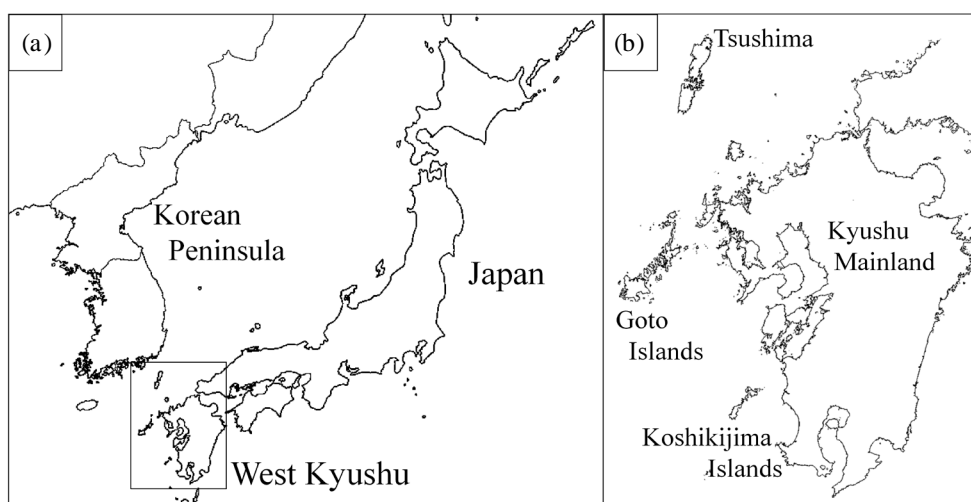 (a)
Korean
Peninsula
Japan
West Kyushu
(b)
Tsushima
Kyushu
Mainland
Goto
Islands
Koshikijima
Islands